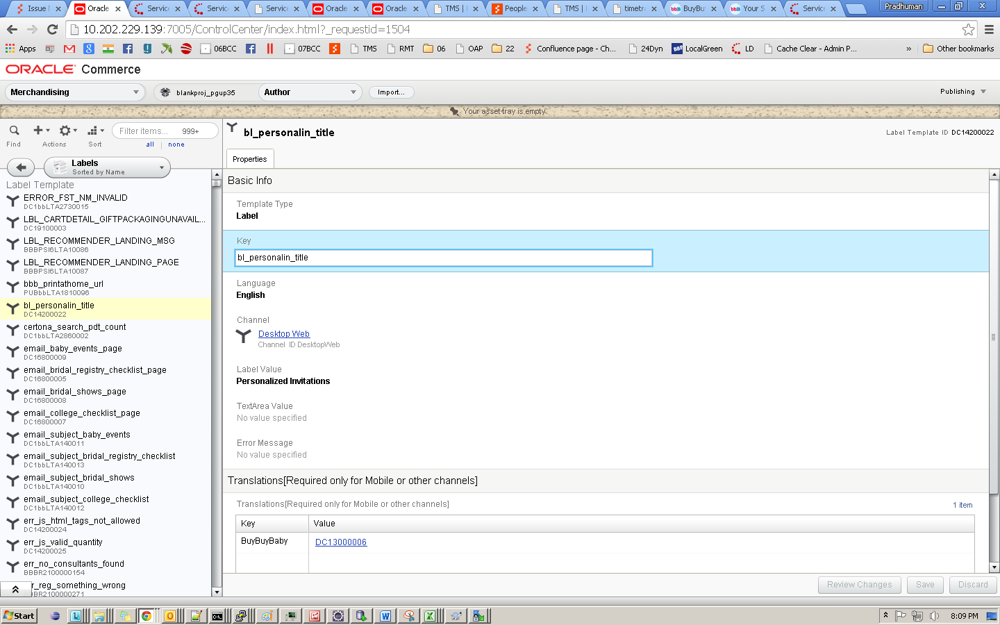 Issue
Oracle
Service
Service
Service
Oracle
Oracle
TMS |
People
TMS |
timetr
BuyBu
Your S
Service
Pradhuman
10.202.229.139:7005/ControlCenter/index.html?_requestid=1504
Apps
06BCC
07BCC
TMS
RMT
06
OAP
22
Confluence page - Ch...
24Dyn
LocalGreen
LD
Cache Clear - Admin P...
»
Other bookmarks
ORACLE Commerce
Merchandising
blankproj_pgup35
Author
Import...
Publishing
Your asset tray is empty.
Find
Actions
Sort
Filter items... 999+
all | none
Labels
Sorted by Name
Label Template
ERROR_FST_NM_INVALID
DC1bbLTA2730015
LBL_CARTDETAIL_GIFTPACKAGINGUNAVAIL...
DC19100003
LBL_RECOMMENDER_LANDING_MSG
BBBPSI6LTA10086
LBL_RECOMMENDER_LANDING_PAGE
BBBPSI6LTA10087
bbb_printathome_url
PUBbbLTA1810096
bl_personalin_title
DC14200022
certona_search_pdt_count
DC1bbLTA2860002
email_baby_events_page
DC16800009
email_bridal_registry_checklist_page
DC16800005
email_bridal_shows_page
DC16800008
email_college_checklist_page
DC16800007
email_subject_baby_events
DC1bbLTA140011
email_subject_bridal_registry_checklist
DC1bbLTA140013
email_subject_bridal_shows
DC1bbLTA140010
email_subject_college_checklist
DC1bbLTA140012
err_js_html_tags_not_allowed
DC14200024
err_js_valid_quantity
DC14200025
err_no_consultants_found
BBBR2100000154
r_reg_something_wrong
BBBR2100000271
bl_personalin_title
Label Template ID DC14200022
Properties
Basic Info
Template Type
Label
Key
bl_personalin_title
Language
English
Channel
Desktop Web
Channel ID DesktopWeb
Label Value
Personalized Invitations
TextArea Value
No value specified
Error Message
No value specified
Translations[Required only for Mobile or other channels]
Translations[Required only for Mobile or other channels]
1 item
Key
Value
BuyBuyBaby
DC13000006
Review Changes
Save
Discard
Start
8:09 PM